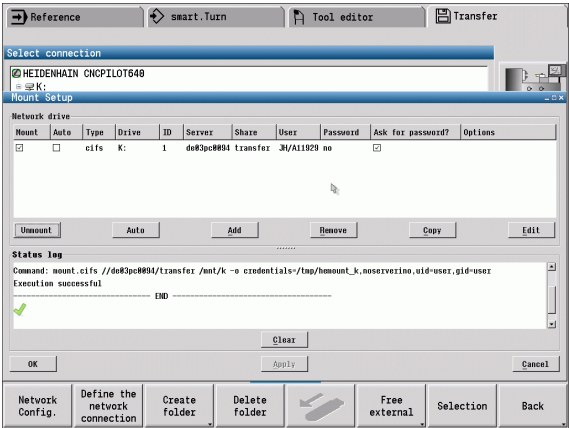 Reference
smart.Turn
Tool editor
Transfer
Select connection
HEIDENHAIN CNCPILOT640
K:
Mount Setup
Network drive
Mount Auto Type Drive ID Server Share User Password Ask for password? Options
cifs K: 1 de03pc0094 transfer JH/A11929 no
Unmount Auto Add Remove Copy Edit
Status log
Command: mount.cifs //de03pc0094/transfer /mnt/k -o credentials=/tmp/hemount_k,noserverino,uid=user,gid=user
Execution successful
------------------------------ END ----------------------------------
Clear
OK Apply Cancel
Network Config.
Define the network connection
Create folder
Delete folder
Free external
Selection
Back